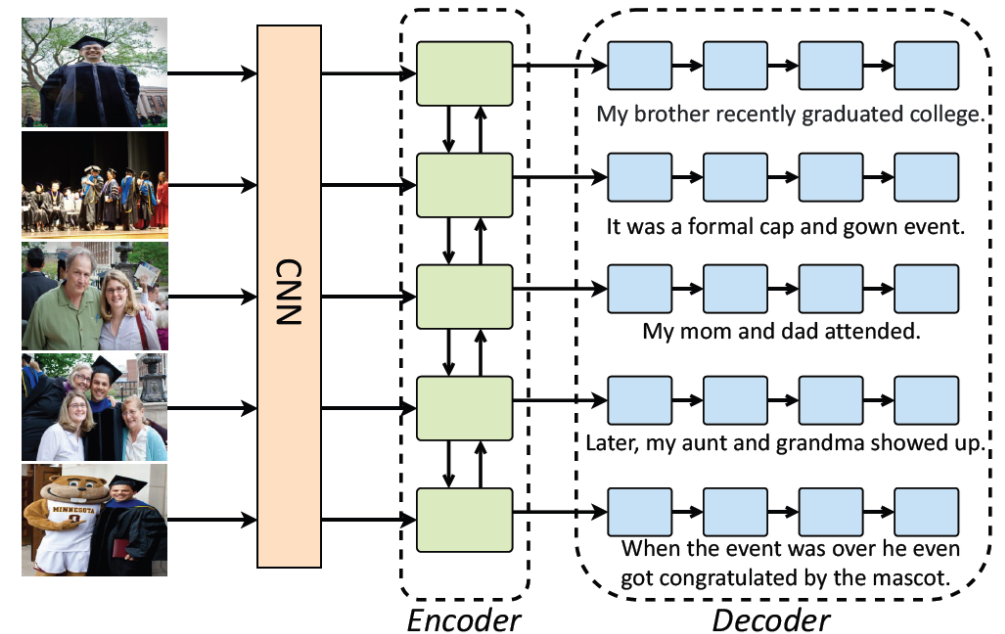 My brother recently graduated college.
It was a formal cap and gown event.
CNN
My mom and dad attended.
Later, my aunt and grandma showed up.
MINNESOTA
When the event was over he even
got congratulated by the mascot.
Encoder
Decoder